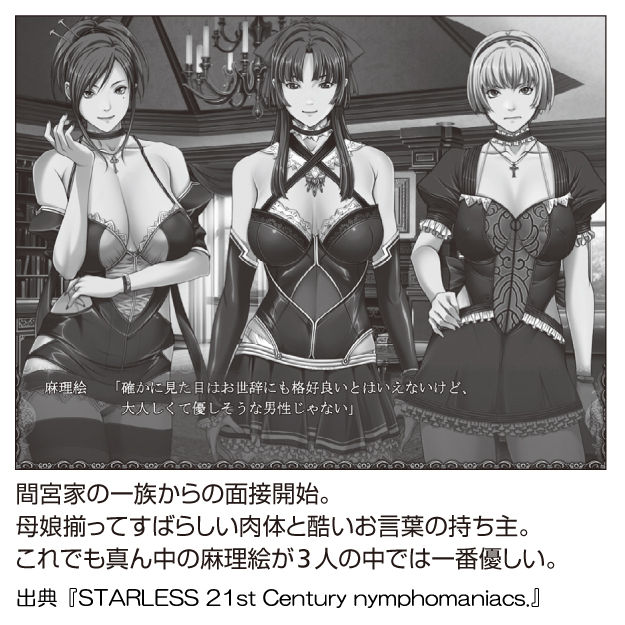 麻理絵 「確かに見た目はお世辞にも格好良いとはいえないけど、
大人しくて優しそうな男性じゃない」
間宮家の一族からの面接開始。
母娘揃ってすばらしい肉体と酷いお言葉の持ち主。
これでも真ん中の麻理絵が3人の中では一番優しい。
出典『STARLESS 21st Century nymphomaniacs.』